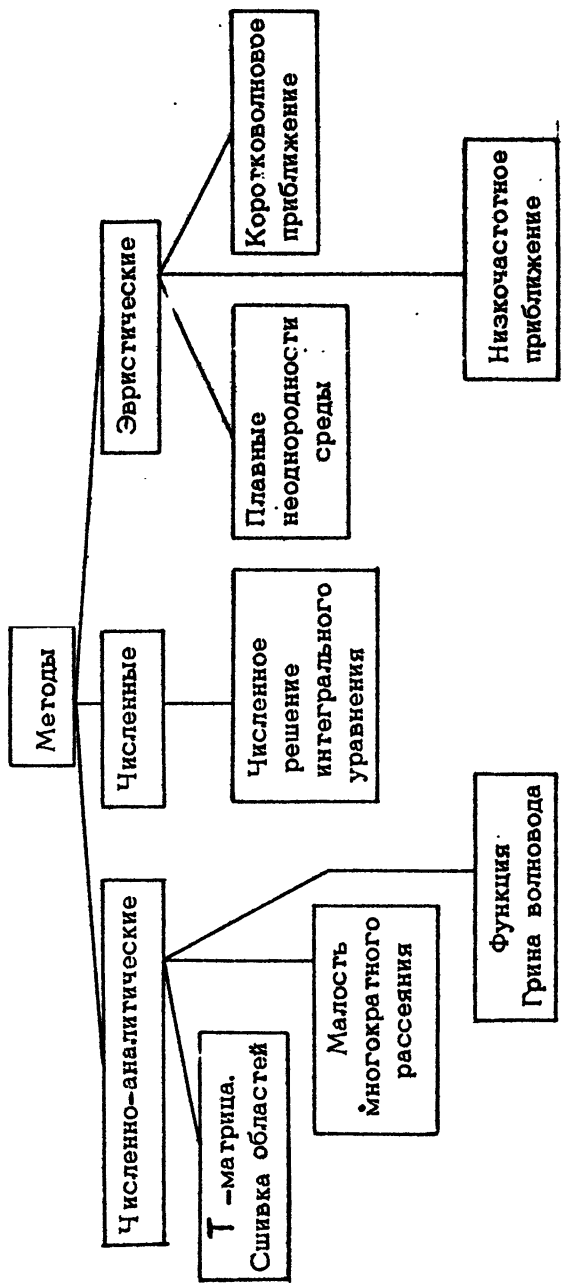 Методы
Численно-аналитические
Численные
Эвристические
Т -матрица.
Сшивка областей
Малость
многократного
рассеяния
Функция
Грина волновода
Численное
решение
интегрального
уравнения
Плавные
неоднородности
среды
Коротковолновое
приближение
Низкочастотное
приближение